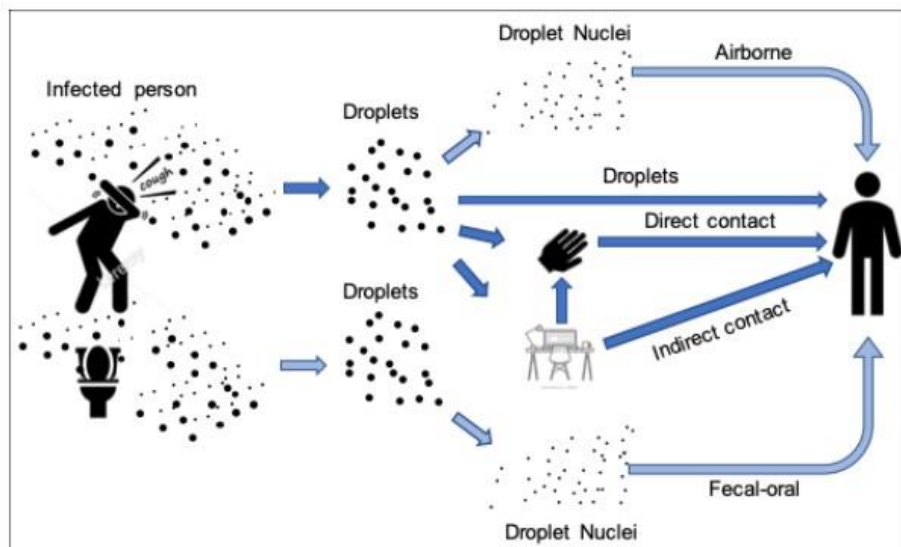 Droplet Nuclei
Airborne
Infected person
Droplets
cough
Droplets
Direct contact
Droplets
Indirect contact
Fecal-oral
Droplet Nuclei